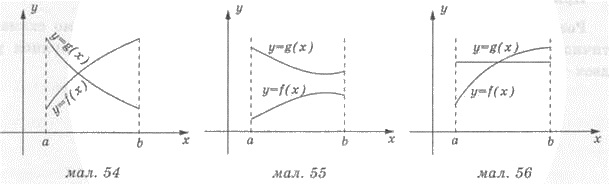 y
y=g(x)
y=f(x)
a
b
x
мал. 54
y
y=g(x)
y=f(x)
a
b
x
мал. 55
y
y=g(x)
y=f(x)
a
b
x
мал. 56